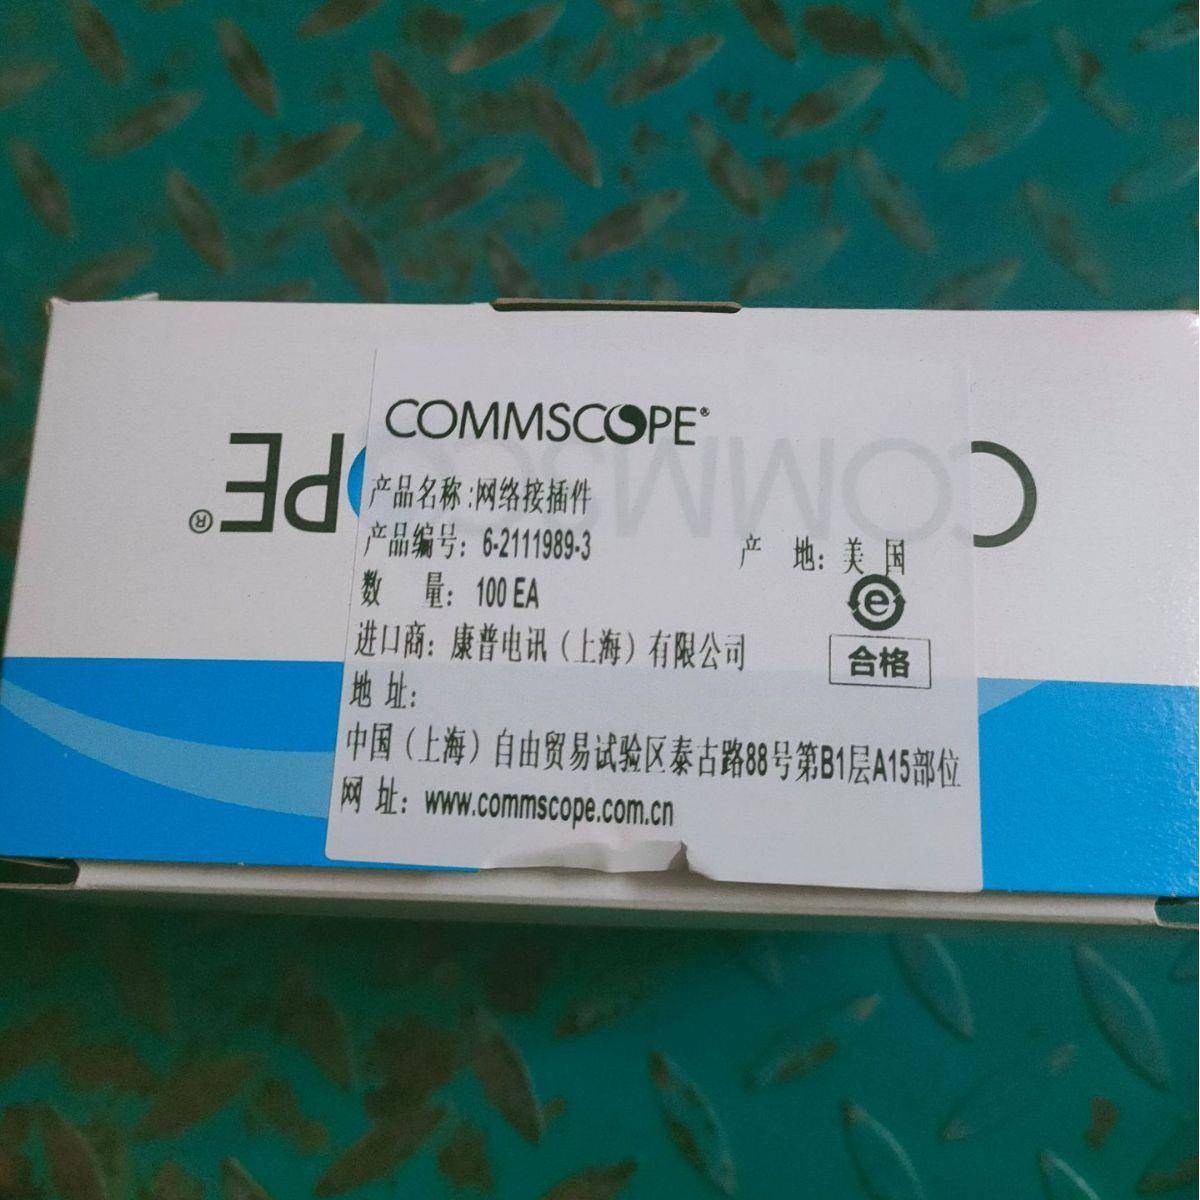 COMMSCOPE®
产品名称:网络接插件
产品编号: 6-2111989-3
产 地: 美 国
数 量: 100 EA
e
合格
进口商: 康普电讯（上海）有限公司
地 址:
中国（上海）自由贸易试验区泰古路88号第B1层A15部位
网 址: www.commscope.com.cn
COMMSCOPE®